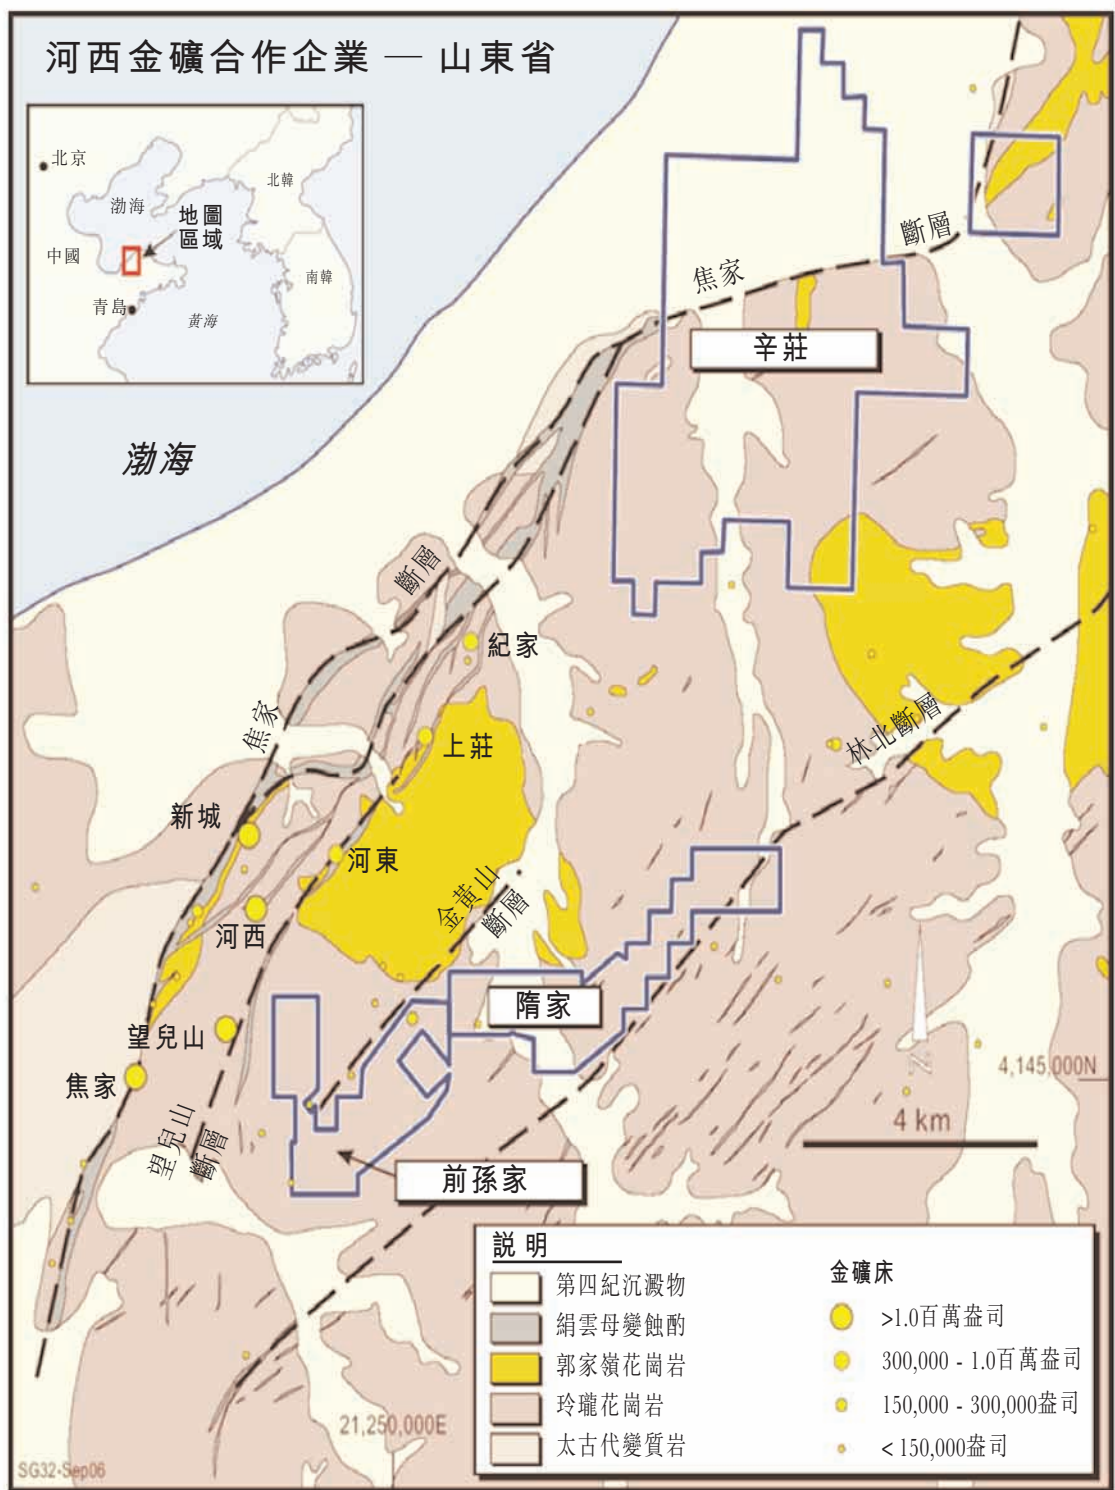 河西金礦合作企業 — 山東省
北京
渤海
地圖
區域
北韓
中國
南韓
青島
黃海
渤海
焦家
斷層
辛莊
斷層
紀家
焦家
上莊
林北斷層
新城
河東
金黃山
斷層
河西
隋家
望兒山
焦家
4,145,000N
N
4 km
望兒山
斷層
前孫家
説明
第四紀沉澱物
絹雲母變蝕酌
郭家嶺花崗岩
玲瓏花崗岩
太古代變質岩
金礦床
>1.0百萬盎司
300,000 - 1.0百萬盎司
150,000 - 300,000盎司
< 150,000盎司
21,250,000E
SG32-Sep06